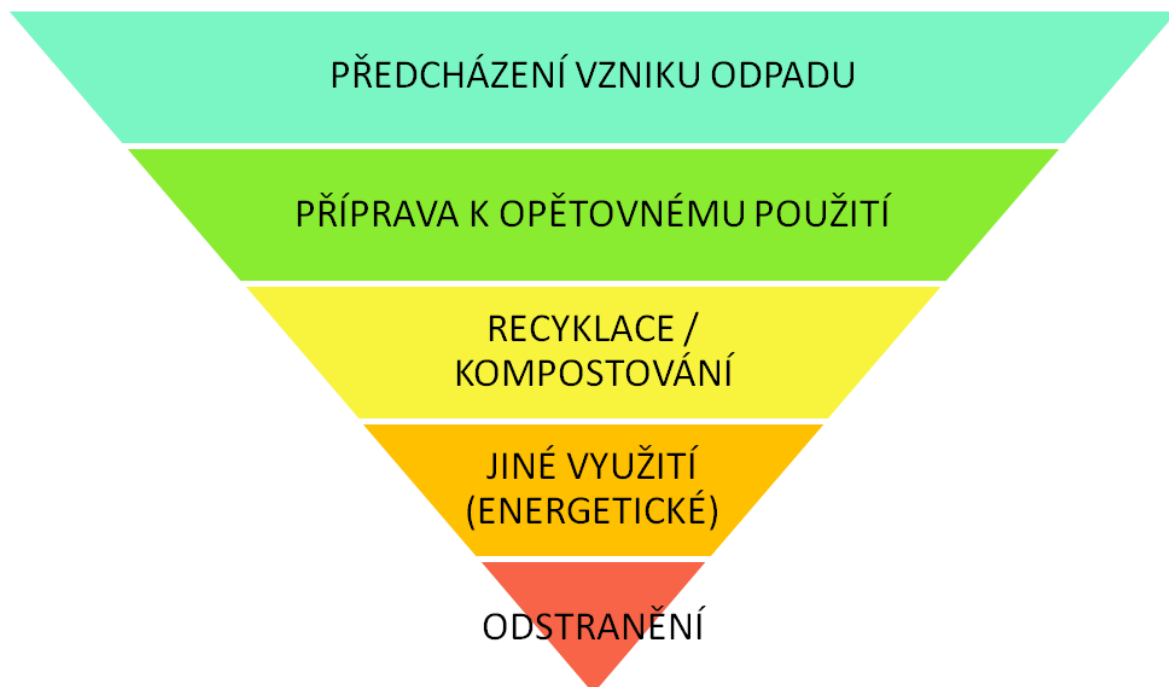 PŘEDCHÁZENÍ VZNIKU ODPADU
PŘÍPRAVA K OPĚTOVNÉMU POUŽITÍ
RECYKLACE /
KOMPOSTOVÁNÍ
JINÉ VYUŽITÍ
(ENERGETICKÉ)
ODSTRANĚNÍ